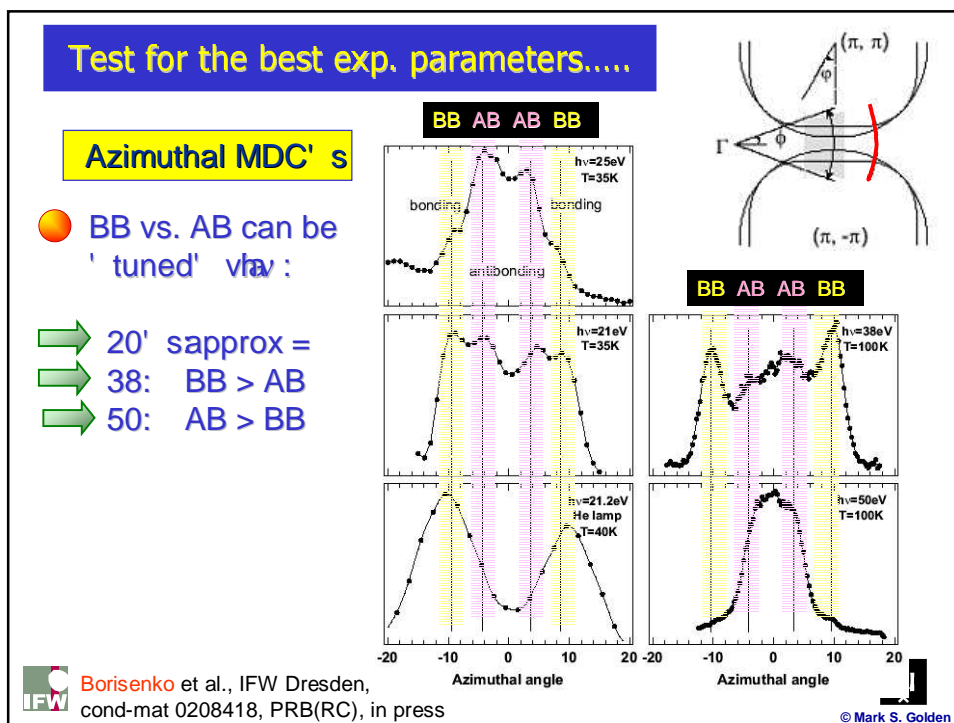 Test for the best exp. parameters.....
Azimuthal MDC' s
BB vs. AB can be
' tuned' via hν :
20' s approx =
38: BB > AB
50: AB > BB
BB AB AB BB
hν=25eV
T=35K
bonding
bonding
antibonding
hν=21eV
T=35K
hν=21.2eV
He lamp
T=40K
-20 -10 0 10 20
Azimuthal angle
(π, π)
φ
Γ
ϕ
(π, -π)
BB AB AB BB
hν=38eV
T=100K
hν=50eV
T=100K
-20 -10 0 10 20
Azimuthal angle
IFW
Borisenko et al., IFW Dresden,
cond-mat 0208418, PRB(RC), in press
© Mark S. Golden